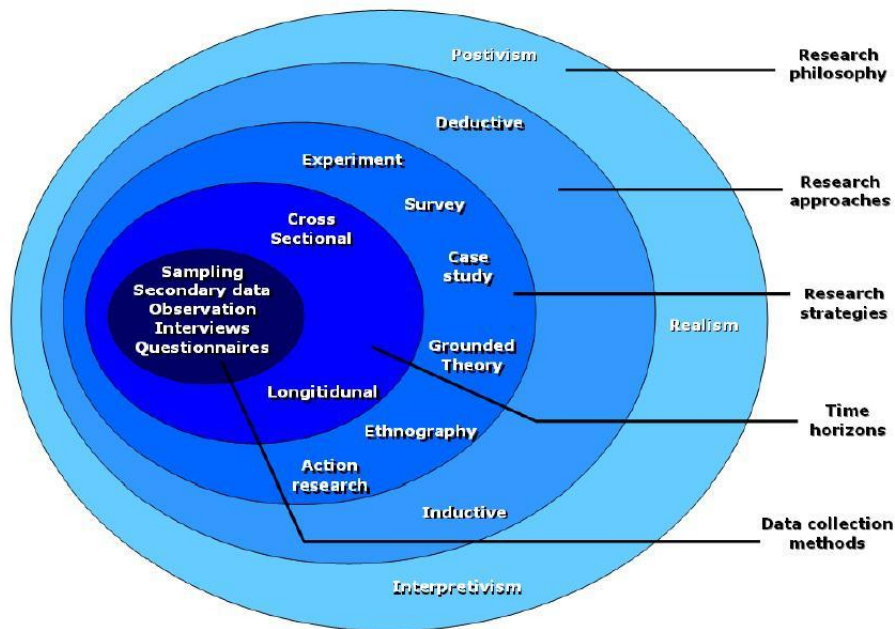 Postivism
Research
philosophy
Deductive
Experiment
Research
approaches
Survey
Cross
Sectional
Case
study
Sampling
Secondary data
Observation
Interviews
Questionnaires
Research
strategies
Realism
Grounded
Theory
Longitidunal
Time
horizons
Ethnography
Action
research
Inductive
Data collection
methods
Interpretivism